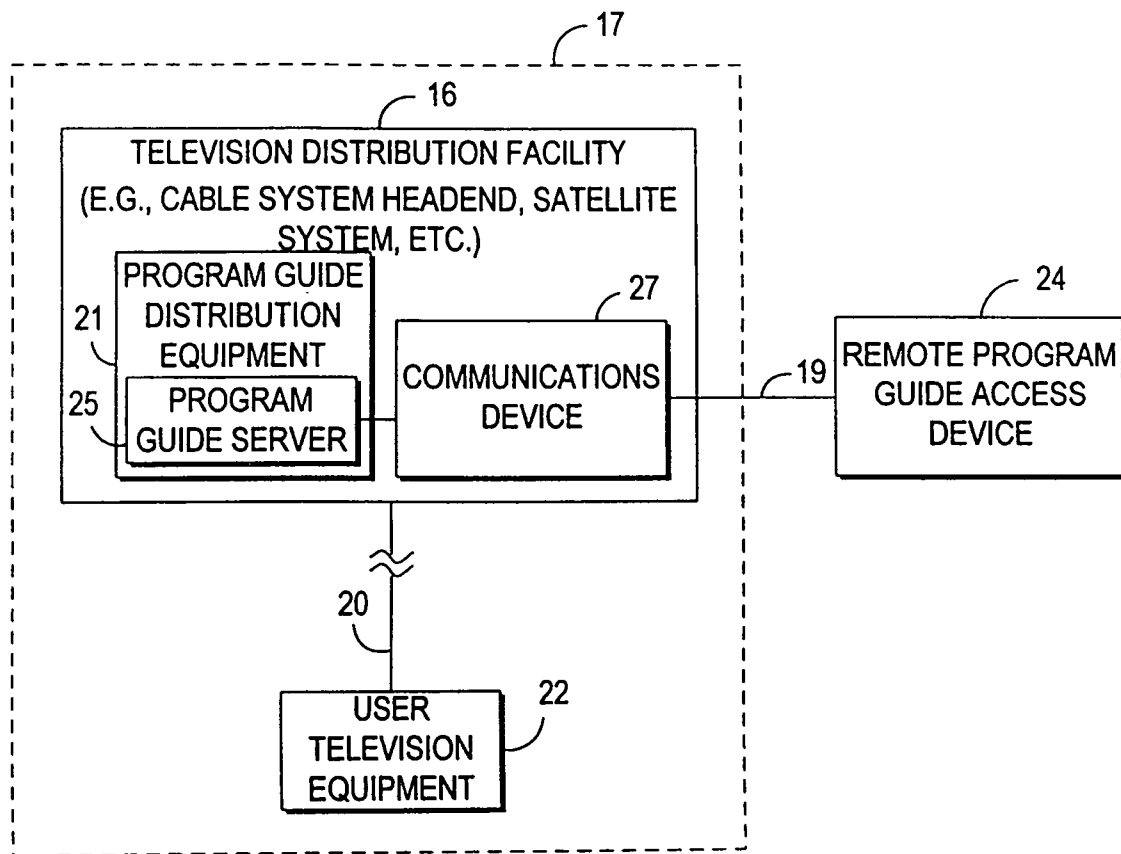 17
16
TELEVISION DISTRIBUTION FACILITY
(E.G., CABLE SYSTEM HEADEND, SATELLITE
SYSTEM, ETC.)
PROGRAM GUIDE
DISTRIBUTION
EQUIPMENT
21
25
PROGRAM
GUIDE SERVER
27
COMMUNICATIONS
DEVICE
19
24
REMOTE PROGRAM
GUIDE ACCESS
DEVICE
20
22
USER
TELEVISION
EQUIPMENT